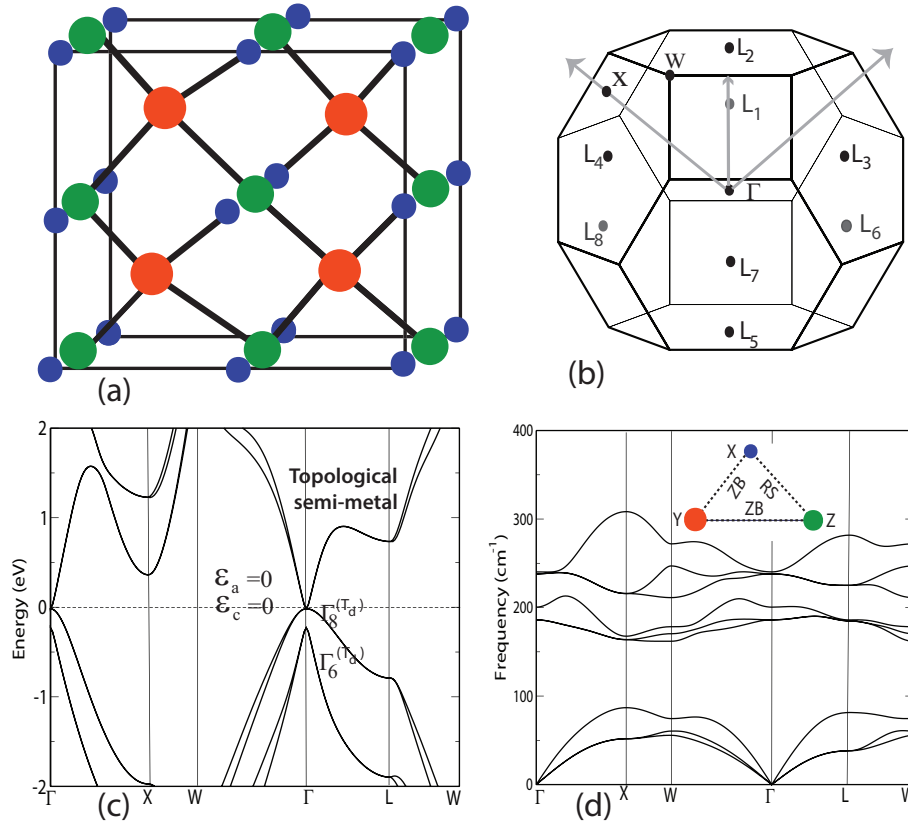 (a)
L2
W
X
L1
L4
L3
Γ
L8
L6
L7
L5
(b)
2
1
0
-1
-2
Energy (eV)
Topological
semi-metal
εa=0
εc=0
Γ8(Td)
Γ6(Td)
Γ X W Γ L W
(c)
400
300
200
100
0
50
Frequency (cm-1)
X
ZB
RS
Y ZB Z
Γ X W Γ L W
(d)